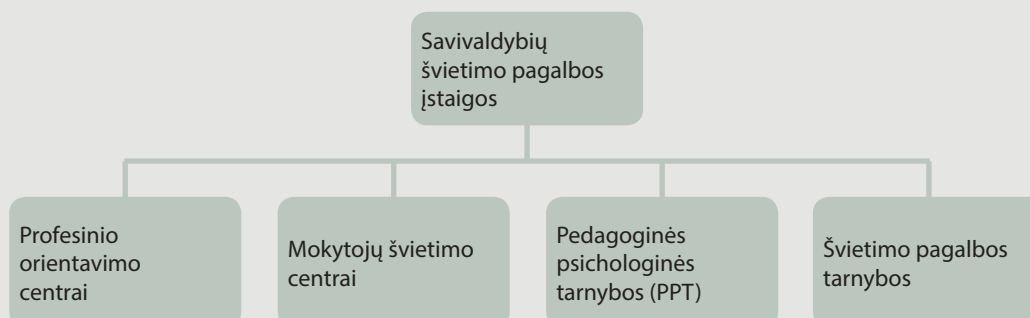 Savivaldybių
švietimo pagalbos
įstaigos
Profesinio
orientavimo
centrai
Mokytojų švietimo
centrai
Pedagoginės
psichologinės
tarnybos (PPT)
Švietimo pagalbos
tarnybos